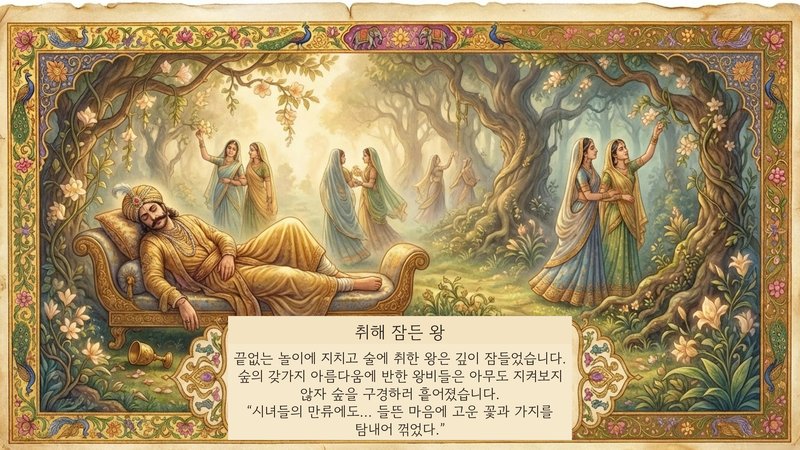 취해 잠든 왕
끝없는 놀이에 지치고 술에 취한 왕은 깊이 잠들었습니다.
숲의 갖가지 아름다움에 반한 왕비들은 아무도 지켜보지
않자 숲을 구경하러 흩어졌습니다.
“시녀들의 만류에도... 들뜬 마음에 고운 꽃과 가지를
탐내어 꺾었다.”